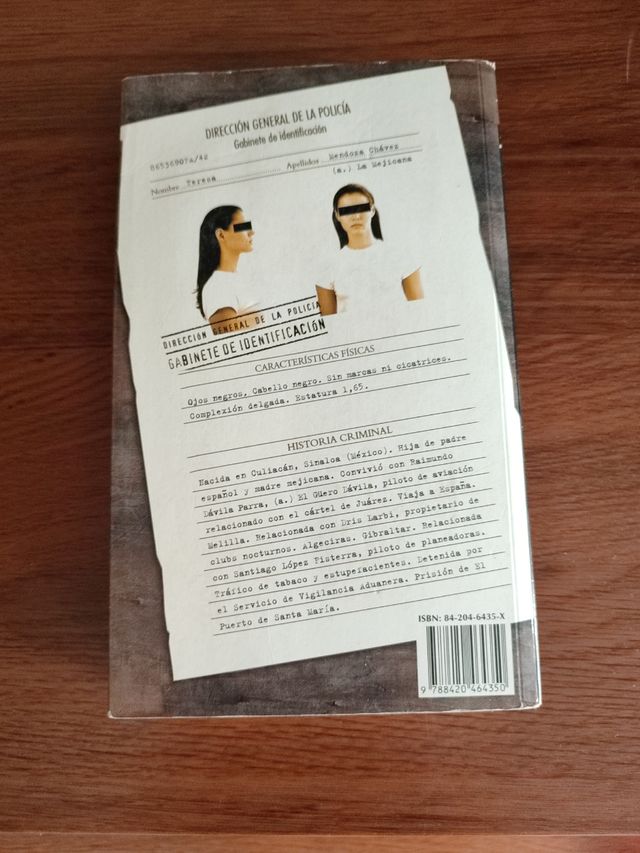 DIRECCIÓN GENERAL DE LA POLICÍA
Gabinete de identificación
86536907A/42
Nombre Teresa Apellidos Mendoza Chávez
(a.) La Mejicana
DIRECCIÓN GENERAL DE LA POLICÍA
GABINETE DE IDENTIFICACIÓN
CARACTERÍSTICAS FÍSICAS
Ojos negros. Cabello negro. Sin marcas ni cicatrices.
Complexión delgada. Estatura 1,65.
HISTORIA CRIMINAL
Nacida en Culiacán, Sinaloa (México). Hija de padre
español y madre mejicana. Convivió con Raimundo
Dávila Parra, (a.) El Güero Dávila, piloto de aviación
relacionado con el cártel de Juárez. Viaja a España.
Melilla. Relacionada con Dris Larbi, propietario de
clubs nocturnos. Algeciras. Gibraltar. Relacionada
con Santiago López Fisterra, piloto de planeadoras.
Tráfico de tabaco y estupefacientes. Detenida por
el Servicio de Vigilancia Aduanera. Prisión de El
Puerto de Santa María.
ISBN: 84-204-6435-X
9 788420 464350